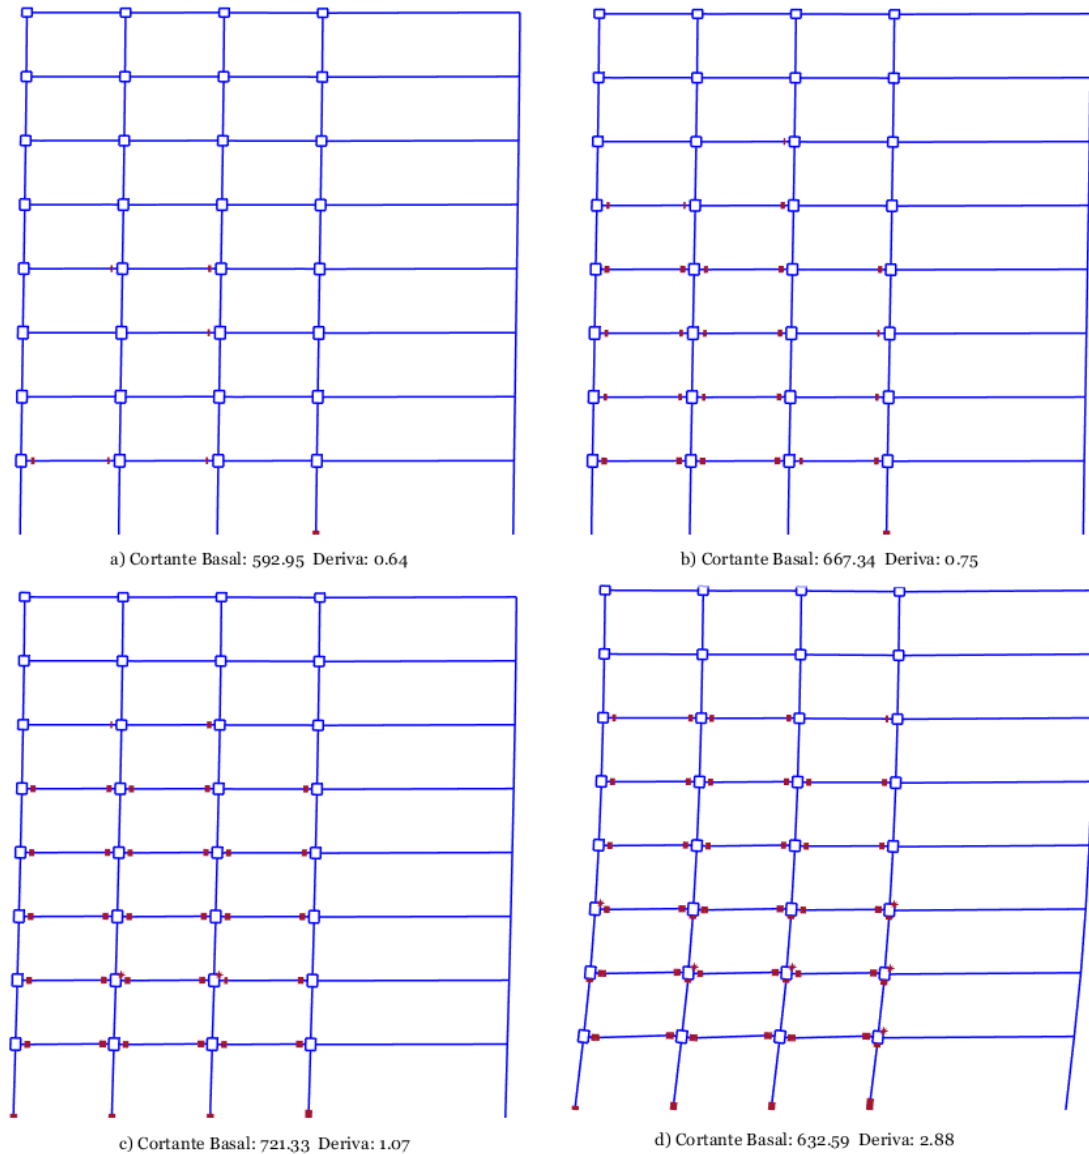 a) Cortante Basal: 592.95 Deriva: 0.64
b) Cortante Basal: 667.34 Deriva: 0.75
c) Cortante Basal: 721.33 Deriva: 1.07
d) Cortante Basal: 632.59 Deriva: 2.88